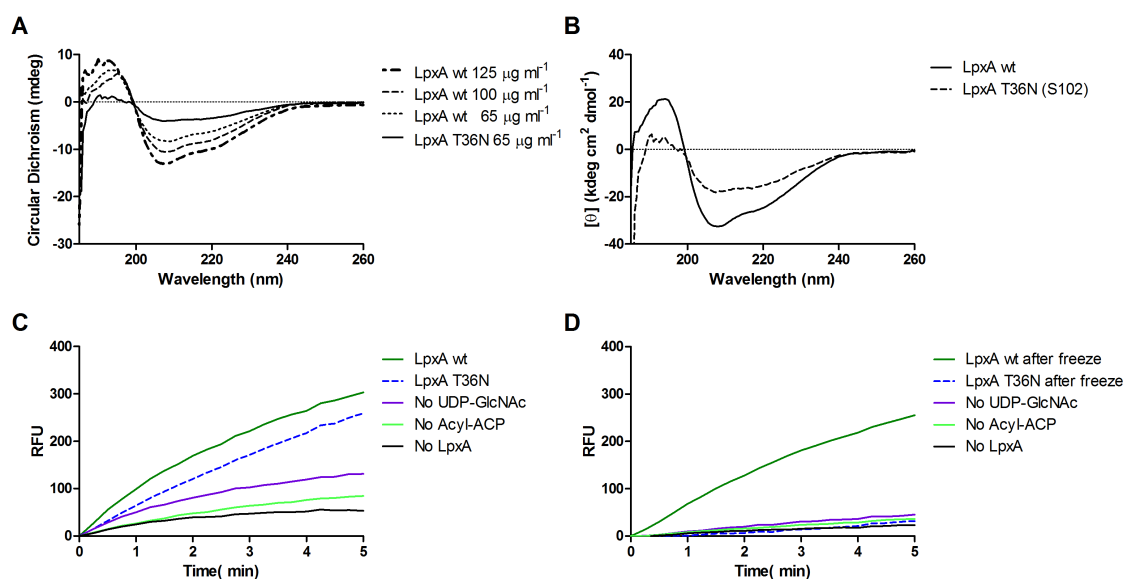 A
Circular Dichroism (mdeg)
10
0
-10
-20
-30
200
220
240
260
Wavelength (nm)
LpxA wt 125 µg ml-1
LpxA wt 100 µg ml-1
LpxA wt 65 µg ml-1
LpxA T36N 65 µg ml-1
B
[θ] (kdeg cm2 dmol-1)
40
20
0
-20
-40
200
220
240
260
Wavelength (nm)
LpxA wt
LpxA T36N (S102)
C
RFU
400
300
200
100
0
0
1
2
3
4
5
Time( min)
LpxA wt
LpxA T36N
No UDP-GlcNAc
No Acyl-ACP
No LpxA
D
RFU
400
300
200
100
0
0
1
2
3
4
5
Time( min)
LpxA wt after freeze
LpxA T36N after freeze
No UDP-GlcNAc
No Acyl-ACP
No LpxA